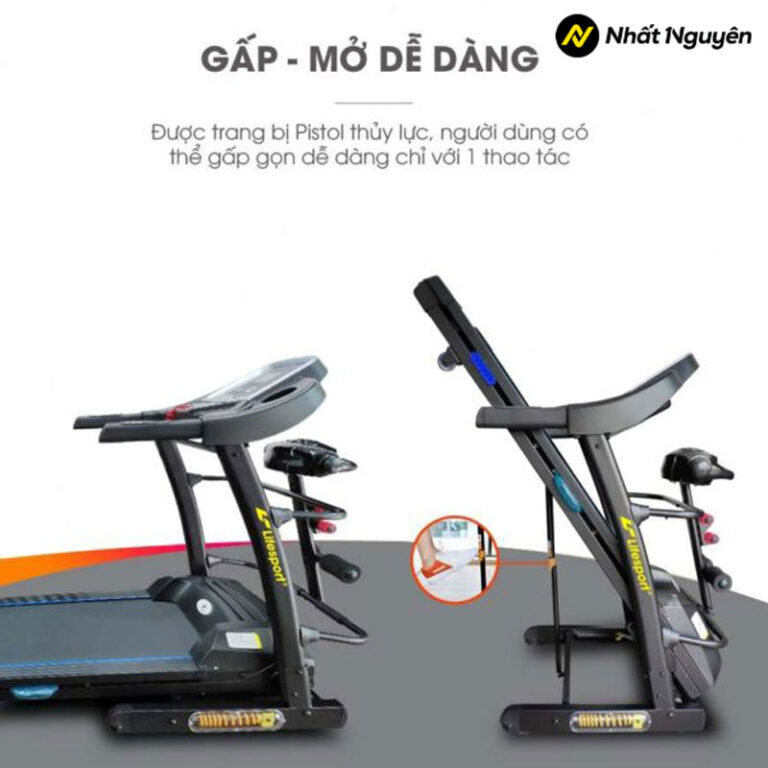 Nhất Nguyên
GẤP - MỞ DỄ DÀNG
Được trang bị Pistol thủy lực, người dùng có
thể gấp gọn dễ dàng chỉ với 1 thao tác
Lifesport
Lifesport